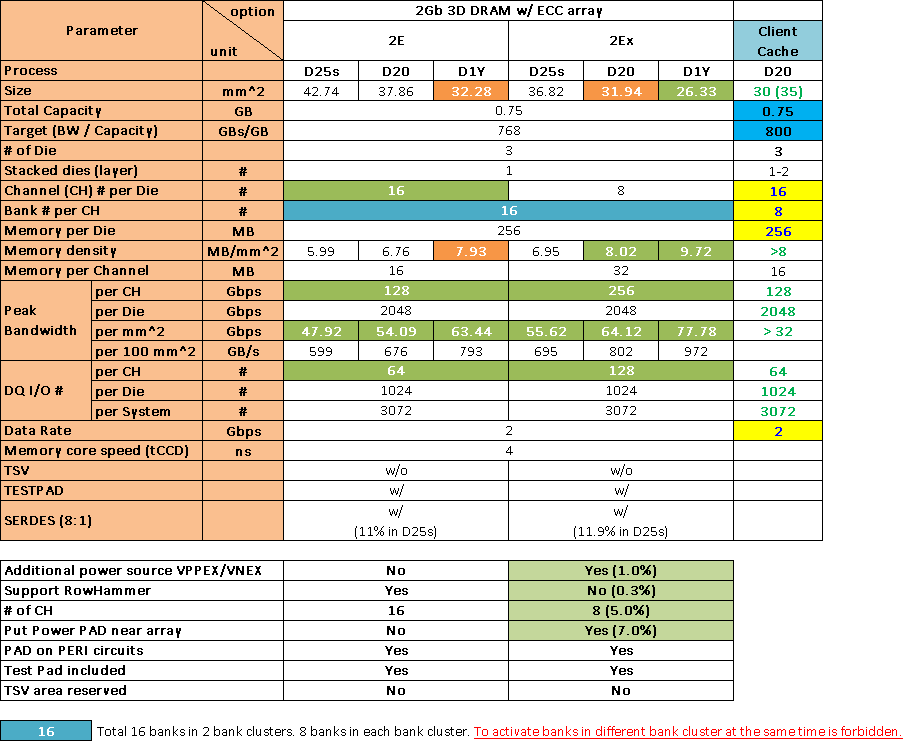 Parameter option unit 2Gb 3D DRAM w/ ECC array
2E 2Ex Client Cache
Process D25s D20 D1Y D25s D20 D1Y D20
Size mm^2 42.74 37.86 32.28 36.82 31.94 26.33 30 (35)
Total Capacity GB 0.75 0.75
Target (BW / Capacity) GBs/GB 768 800
# of Die 3 3
Stacked dies (layer) # 1 1-2
Channel (CH) # per Die # 16 8 16
Bank # per CH # 16 8
Memory per Die MB 256 256
Memory density MB/mm^2 5.99 6.76 7.93 6.95 8.02 9.72 >8
Memory per Channel MB 16 32 16
Peak Bandwidth per CH Gbps 128 256 128
per Die Gbps 2048 2048 2048
per mm^2 Gbps 47.92 54.09 63.44 55.62 64.12 77.78 > 32
per 100 mm^2 GB/s 599 676 793 695 802 972
DQ I/O # per CH # 64 128 64
per Die # 1024 1024 1024
per System # 3072 3072 3072
Data Rate Gbps 2 2
Memory core speed (tCCD) ns 4
TSV w/o w/o
TESTPAD w/ w/
SERDES (8:1) w/ (11% in D25s) w/ (11.9% in D25s)
Additional power source VPPEX/VNEX No Yes (1.0%)
Support RowHammer Yes No (0.3%)
# of CH 16 8 (5.0%)
Put Power PAD near array No Yes (7.0%)
PAD on PERI circuits Yes Yes
Test Pad included Yes Yes
TSV area reserved No No
16 Total 16 banks in 2 bank clusters. 8 banks in each bank cluster. To activate banks in different bank cluster at the same time is forbiden.